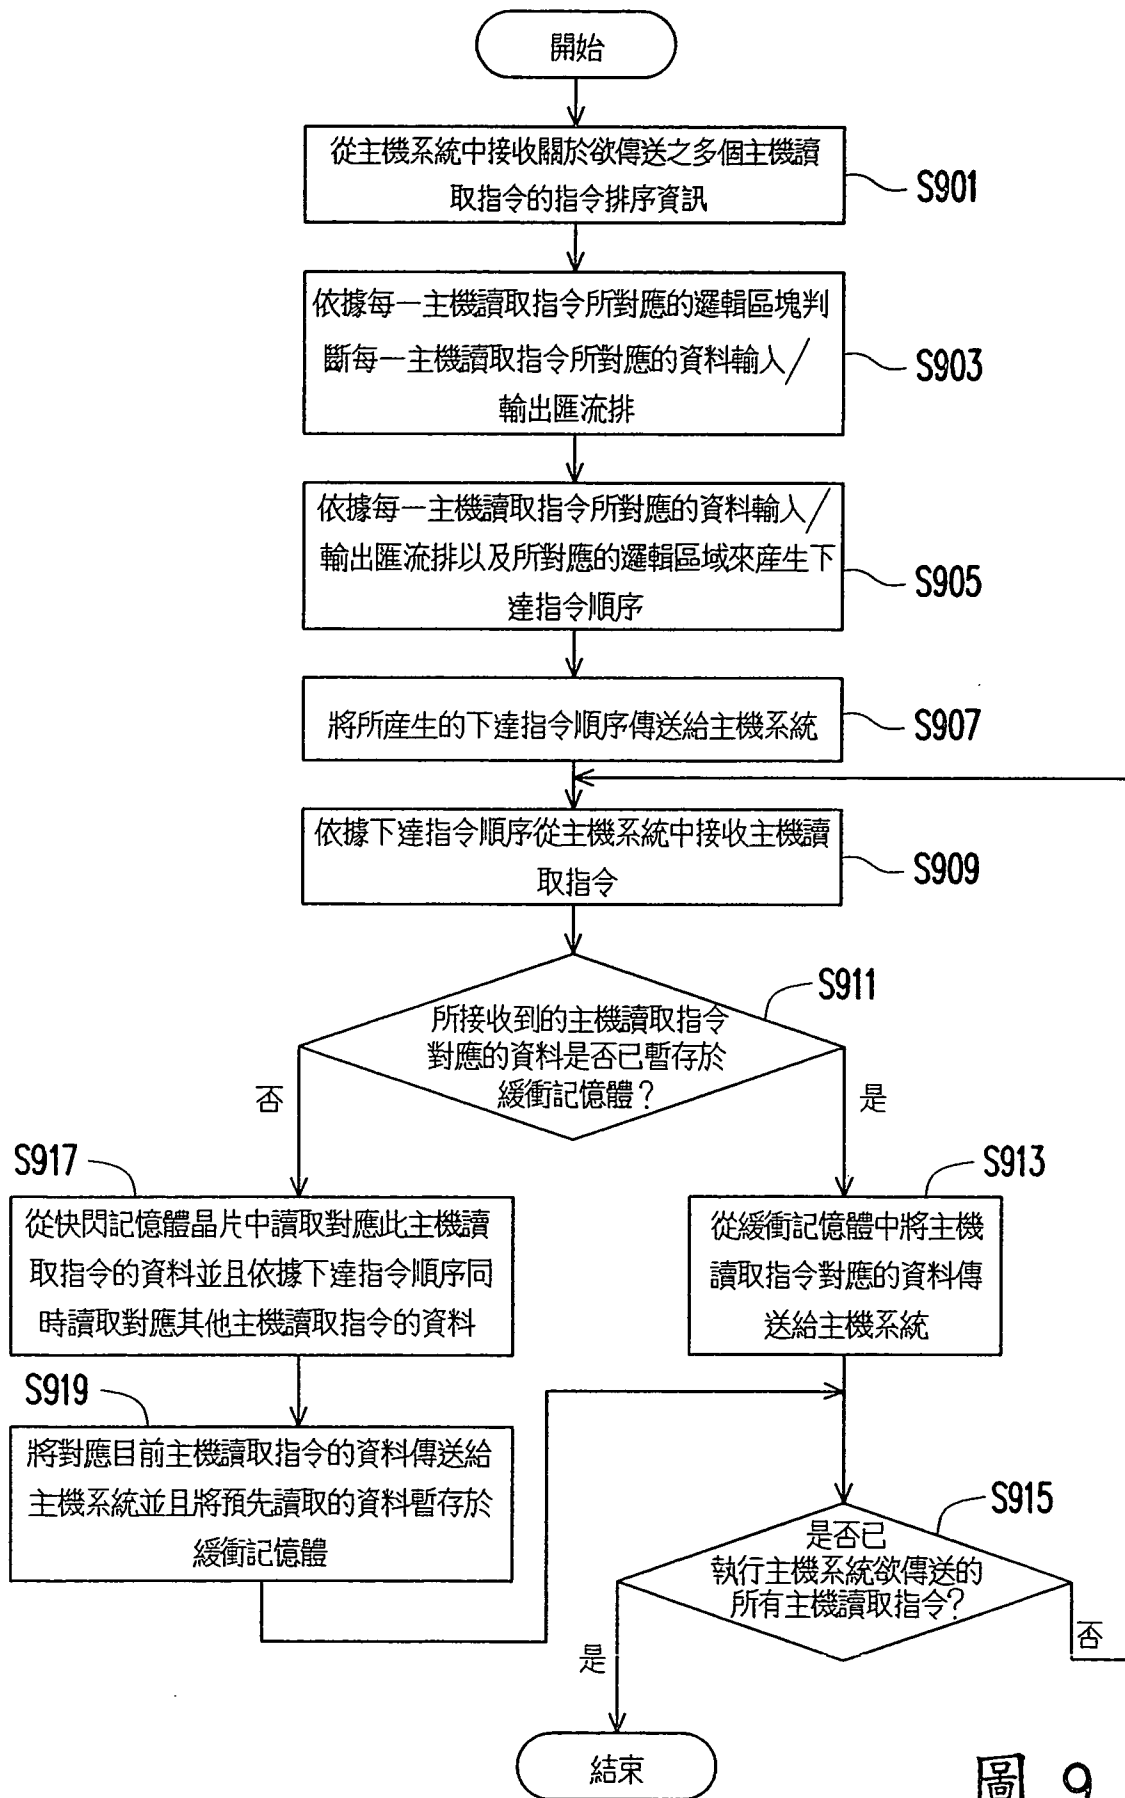 開始
從主機系統中接收關於欲傳送之多個主機讀
取指令的指令排序資訊
S901
依據每一主機讀取指令所對應的邏輯區塊判
斷每一主機讀取指令所對應的資料輸入/
輸出匯流排
S903
依據每一主機讀取指令所對應的資料輸入/
輸出匯流排以及所對應的邏輯區域來產生下
達指令順序
S905
將所產生的下達指令順序傳送給主機系統
S907
依據下達指令順序從主機系統中接收主機讀
取指令
S909
S911
所接收到的主機讀取指令
對應的資料是否已暫存於
緩衝記憶體?
否
是
S917
從快閃記憶體晶片中讀取對應此主機讀
取指令的資料並且依據下達指令順序同
時讀取對應其他主機讀取指令的資料
S913
從緩衝記憶體中將主機
讀取指令對應的資料傳
送給主機系統
S919
將對應目前主機讀取指令的資料傳送給
主機系統並且將預先讀取的資料暫存於
緩衝記憶體
S915
是否已
執行主機系統欲傳送的
所有主機讀取指令?
是
否
結束
圖 9